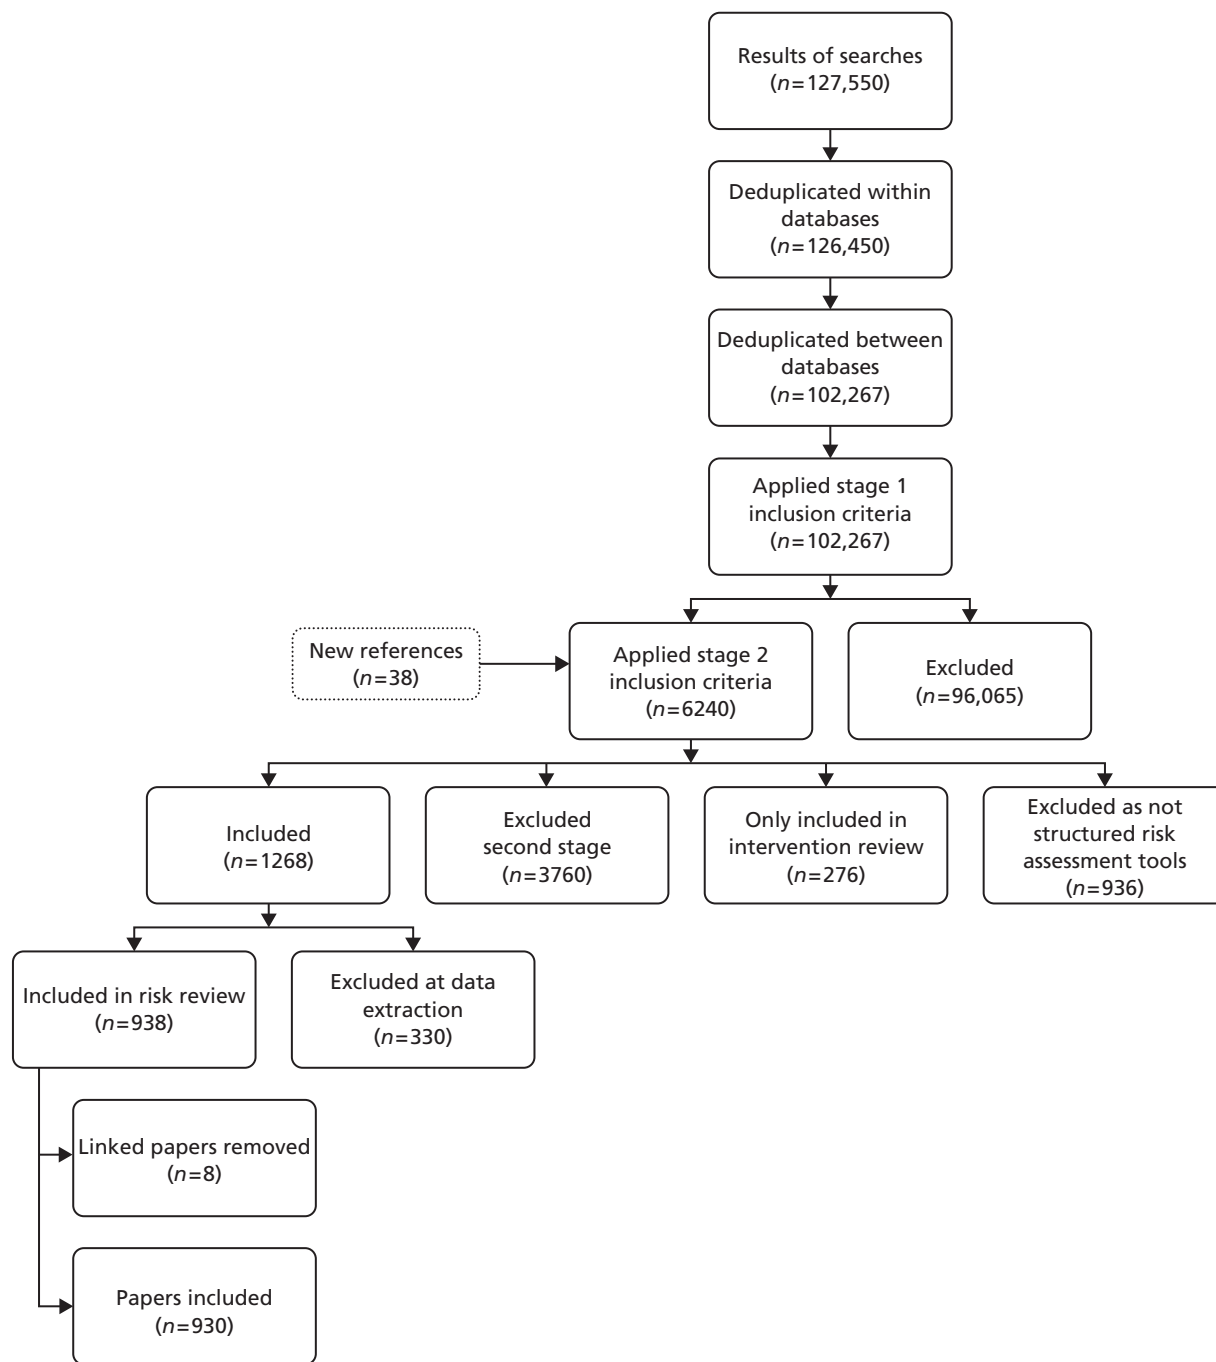 Results of searches
(n=127,550)
Deduplicated within
databases
(n=126,450)
Deduplicated between
databases
(n=102,267)
Applied stage 1
inclusion criteria
(n=102,267)
New references
(n=38)
Applied stage 2
inclusion criteria
(n=6240)
Excluded
(n=96,065)
Included
(n=1268)
Excluded
second stage
(n=3760)
Only included in
intervention review
(n=276)
Excluded as not
structured risk
assessment tools
(n=936)
Included in risk review
(n=938)
Excluded at data
extraction
(n=330)
Linked papers removed
(n=8)
Papers included
(n=930)